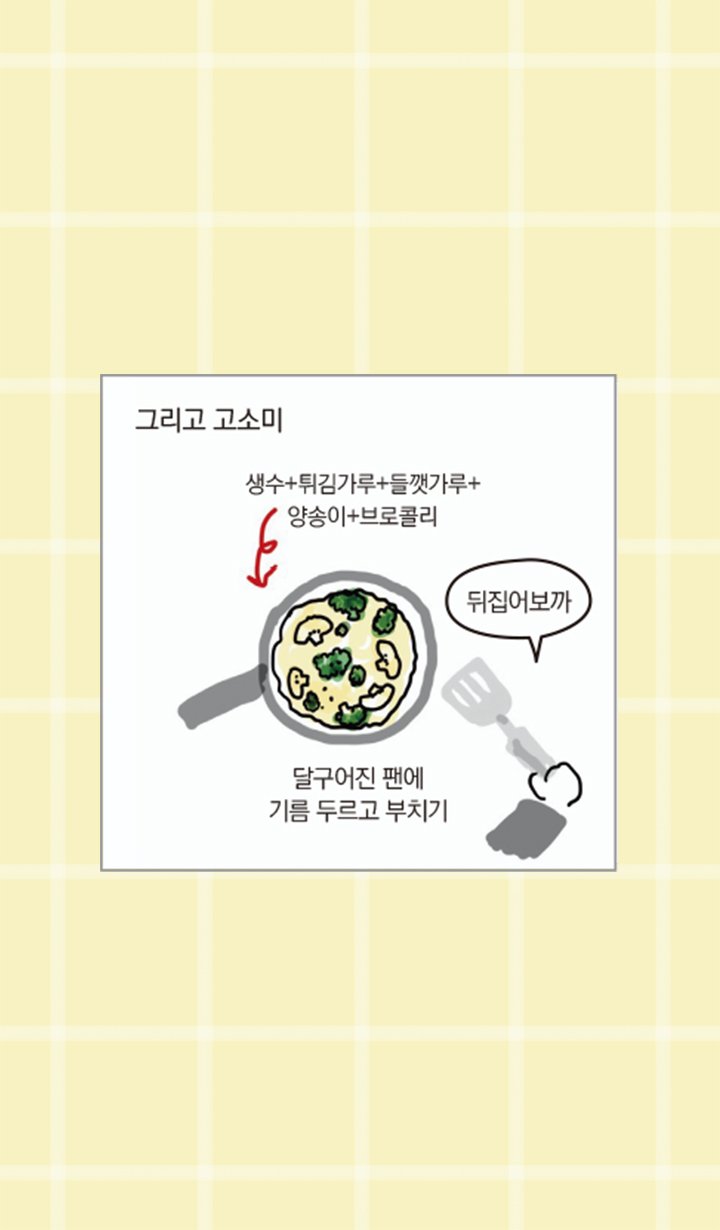 그리고 고소미
생수+튀김가루+들깻가루+
양송이+브로콜리
뒤집어보까
달구어진 팬에
기름 두르고 부치기